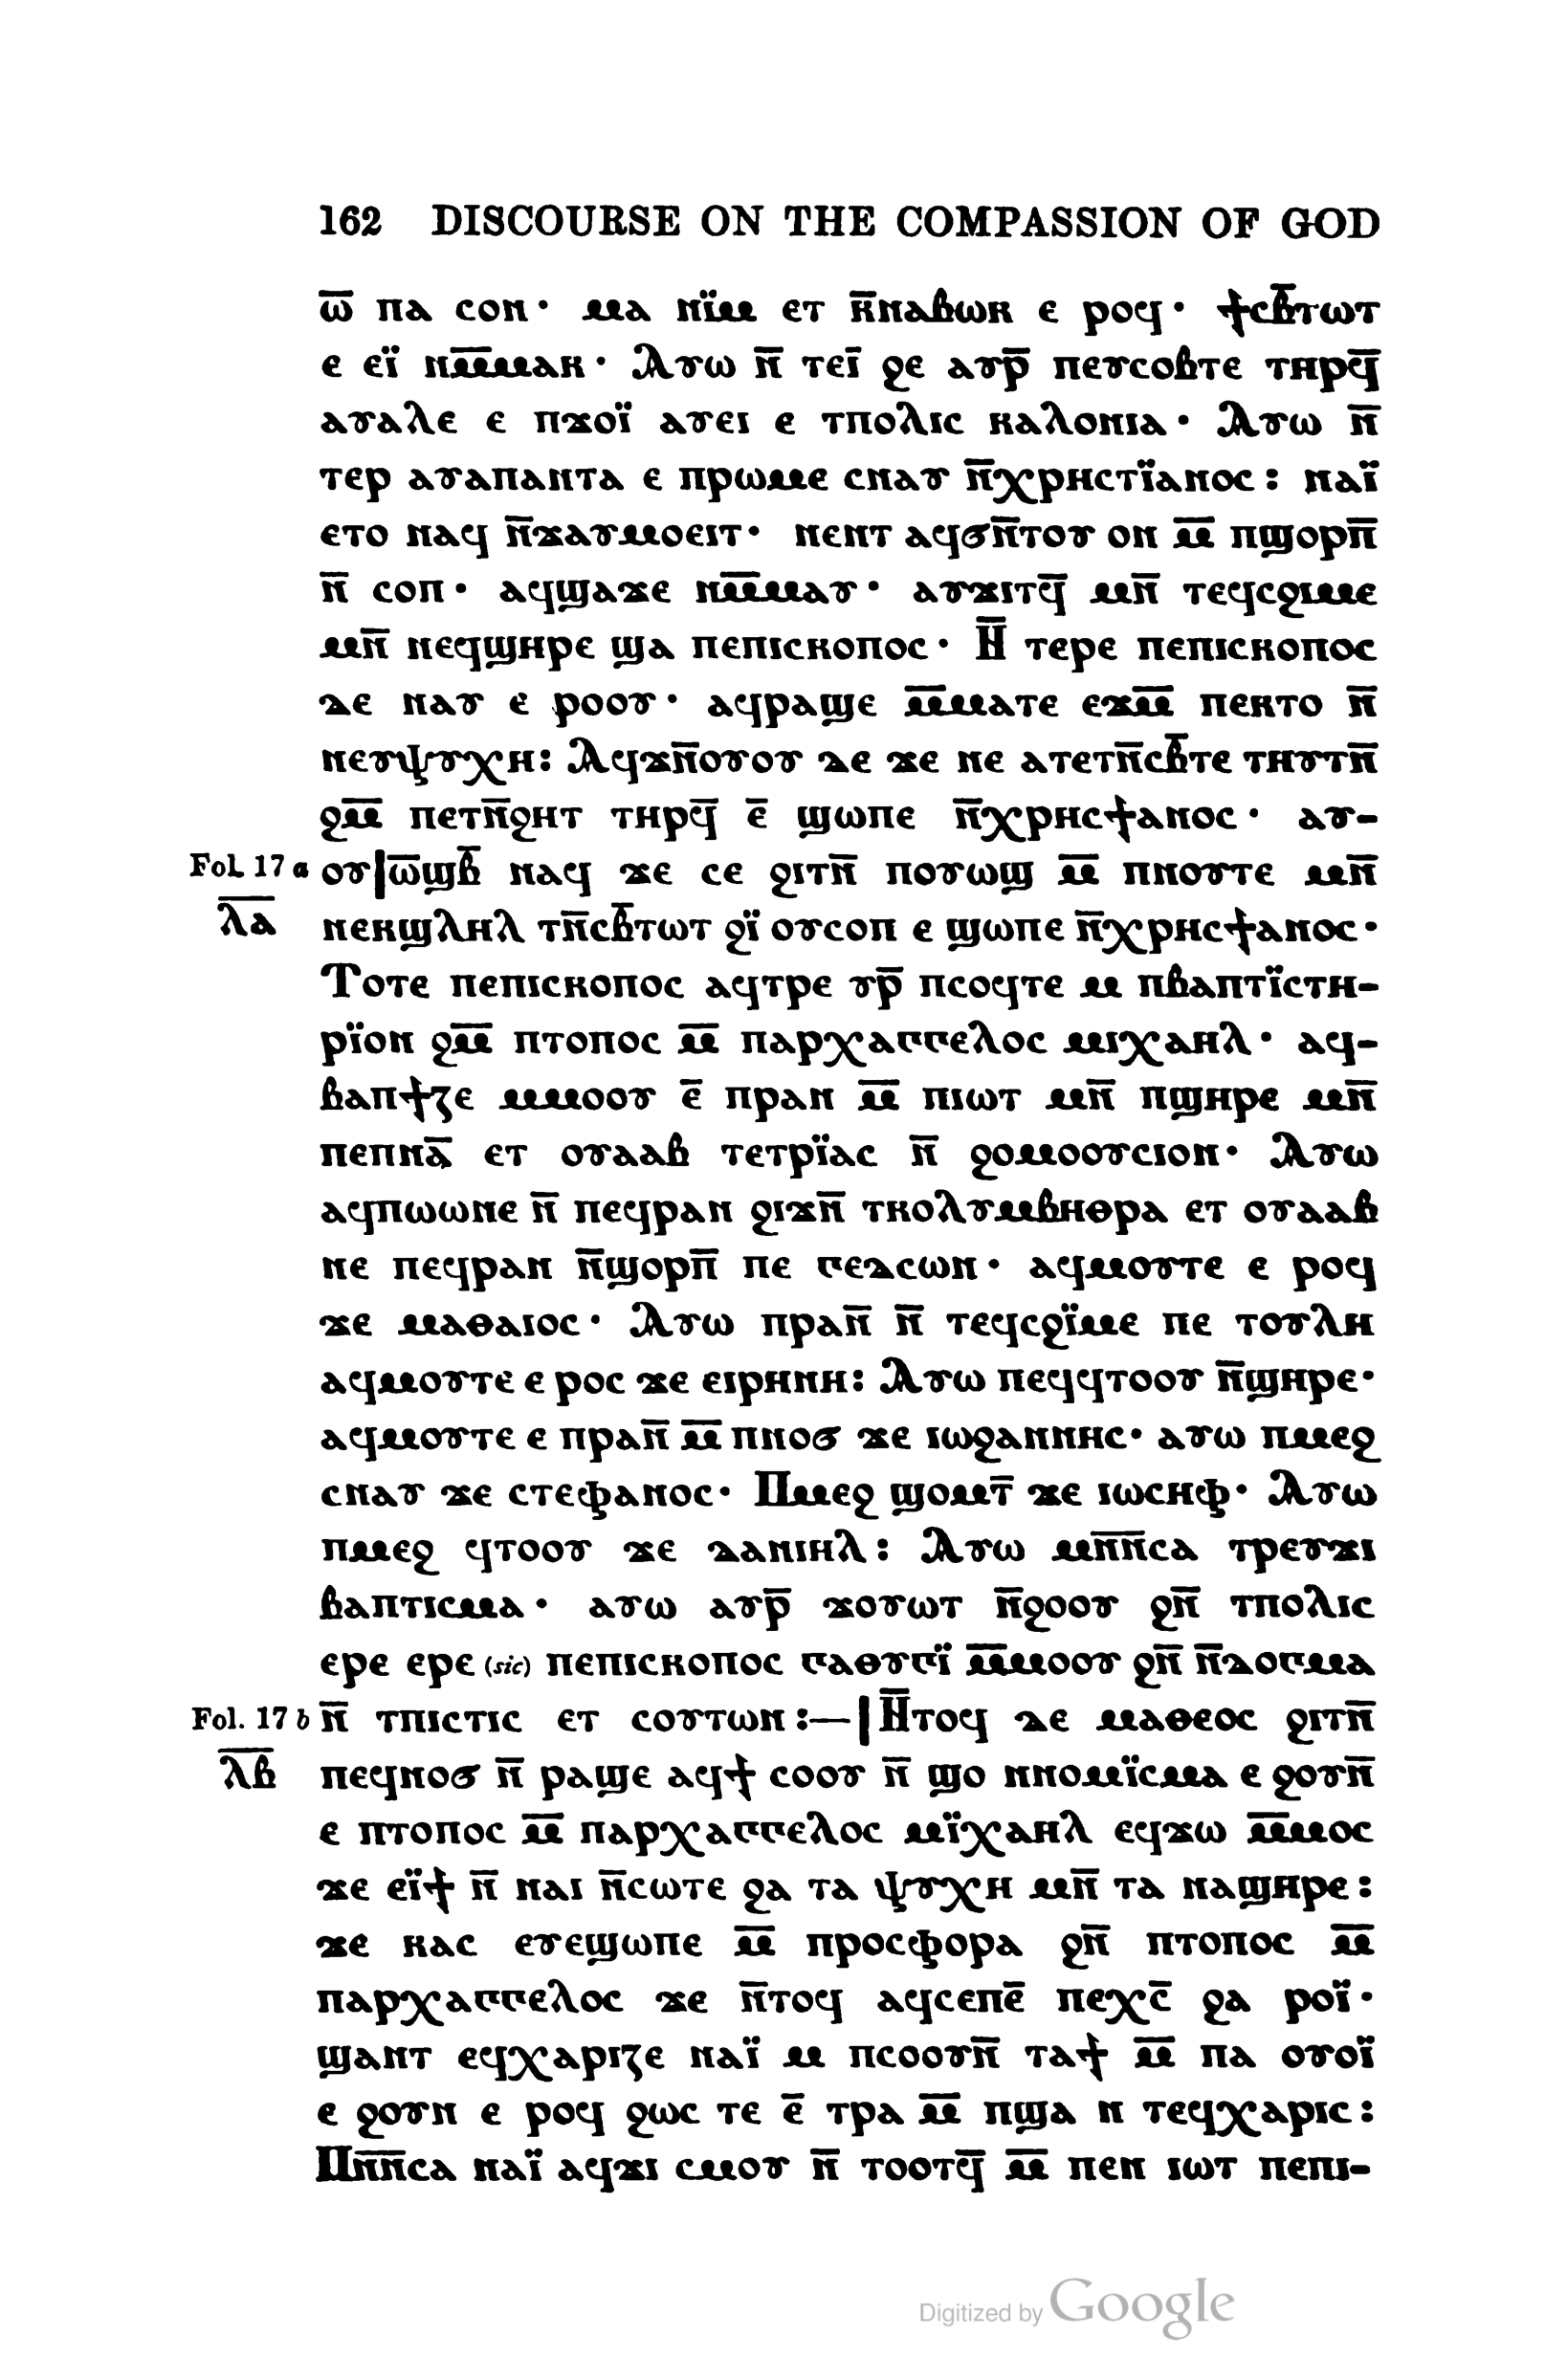 162 DISCOURSE ON THE COMPASSION OF GOD
ⲱ̅ ⲡⲁ ⲥⲟⲛ· ⲙⲁ ⲛⲓ̈ⲙ ⲉⲧ ⲕ̅ⲛⲁⲃⲱⲕ ⲉ ⲣⲟϥ· ϯⲥⲃ̅ⲧⲱⲧ
ⲉ ⲉⲓ̈ ⲛⲙ̅ⲙⲁⲕ· Ⲁⲩⲱ ⲛ̅ ⲧⲉⲓ̅ ϩⲉ ⲁⲩⲣ̅ ⲡⲉⲩⲥⲟⲃⲧⲉ ⲧⲏⲣϥ̅
ⲁⲩⲁⲗⲉ ⲉ ⲡϫⲟⲓ̈ ⲁⲩⲉⲓ ⲉ ⲧⲡⲟⲗⲓⲥ ⲕⲁⲗⲟⲛⲓⲁ· Ⲁⲩⲱ ⲛ̅
ⲧⲉⲣ ⲁⲩⲁⲡⲁⲛⲧⲁ ⲉ ⲡⲣⲱⲙⲉ ⲥⲛⲁⲩ ⲛ̅ⲭⲣⲏⲥⲧⲓ̈ⲁⲛⲟⲥ: ⲛⲁⲓ̈
ⲉⲧⲟ ⲛⲁϥ ⲛ̅ϫⲁⲩⲙⲟⲉⲓⲧ· ⲛⲉⲛⲧ ⲁϥϭⲛ̅ⲧⲟⲩ ⲟⲛ ⲙ̅ ⲡϣⲟⲣⲡ̅
ⲛ̅ ⲥⲟⲡ· ⲁϥϣⲁϫⲉ ⲛⲙ̅ⲙⲁⲩ· ⲁⲩϫⲓⲧϥ̅ ⲙⲛ̅ ⲧⲉϥⲥϩⲓⲙⲉ
ⲙⲛ̅ ⲛⲉϥϣⲏⲣⲉ ϣⲁ ⲡⲉⲡⲓⲥⲕⲟⲡⲟⲥ· Ⲛ̅ ⲧⲉⲣⲉ ⲡⲉⲡⲓⲥⲕⲟⲡⲟⲥ
ⲇⲉ ⲛⲁⲩ ⲉ ⲣⲟⲟⲩ· ⲁϥⲣⲁϣⲉ ⲙ̅ⲙⲁⲧⲉ ⲉϫⲙ̅ ⲡⲉⲕⲧⲟ ⲛ̅
ⲛⲉⲩⲯⲩⲭⲏ: Ⲁϥϫⲛ̅ⲟⲩⲟⲩ ⲇⲉ ϫⲉ ⲛⲉ ⲁⲧⲉⲧⲛ̅ⲥⲃ̅ⲧⲉ ⲧⲏⲩⲧⲛ̅
ϩⲙ̅ ⲡⲉⲧⲛ̅ϩⲏⲧ ⲧⲏⲣϥ̅ ⲉ̅ ϣⲱⲡⲉ ⲛ̅ⲭⲣⲏⲥϯⲁⲛⲟⲥ· ⲁⲩ-
Fol. 17 a ⲟⲩ|ⲱ̅ϣⲃ̅ ⲛⲁϥ ϫⲉ ⲥⲉ ϩⲓⲧⲛ̅ ⲡⲟⲩⲱϣ ⲙ̅ ⲡⲛⲟⲩⲧⲉ ⲙⲛ̅
ⲗ̅ⲁ̅ ⲛⲉⲕϣⲗⲏⲗ ⲧⲛ̅ⲥⲃ̅ⲧⲱⲧ ϩⲓ̈ ⲟⲩⲥⲟⲡ ⲉ ϣⲱⲡⲉ ⲛ̅ⲭⲣⲏⲥϯⲁⲛⲟⲥ·
Ⲧⲟⲧⲉ ⲡⲉⲡⲓⲥⲕⲟⲡⲟⲥ ⲁϥⲧⲣⲉ ⲩⲣ̅ ⲡⲥⲟϥⲧⲉ ⲙ ⲡⲃⲁⲡⲧⲓ̈ⲥⲧⲏ-
ⲣⲓ̈ⲟⲛ ϩⲙ̅ ⲡⲧⲟⲡⲟⲥ ⲙ̅ ⲡⲁⲣⲭⲁⲅⲅⲉⲗⲟⲥ ⲙⲓⲭⲁⲏⲗ· ⲁϥ-
ⲃⲁⲡϯⲍⲉ ⲙⲙⲟⲟⲩ ⲉ̅ ⲡⲣⲁⲛ ⲙ̅ ⲡⲓⲱⲧ ⲙⲛ̅ ⲡϣⲏⲣⲉ ⲙⲛ̅
ⲡⲉⲡⲛⲁ̅ ⲉⲧ ⲟⲩⲁⲁⲃ ⲧⲉⲧⲣⲓ̈ⲁⲥ ⲛ̅ ϩⲟⲙⲟⲟⲩⲥⲓⲟⲛ· Ⲁⲩⲱ
ⲁϥⲡⲱⲱⲛⲉ ⲛ̅ ⲡⲉϥⲣⲁⲛ ϩⲓϫⲛ̅ ⲧⲕⲟⲗⲩⲙⲃⲏⲑⲣⲁ ⲉⲧ ⲟⲩⲁⲁⲃ
ⲛⲉ ⲡⲉϥⲣⲁⲛ ⲛ̅ϣⲟⲣⲡ̅ ⲡⲉ ⲅⲉⲇⲥⲱⲛ· ⲁϥⲙⲟⲩⲧⲉ ⲉ ⲣⲟϥ
ϫⲉ ⲙⲁⲑⲁⲓⲟⲥ· Ⲁⲩⲱ ⲡⲣⲁⲛ̅ ⲛ̅ ⲧⲉϥⲥϩⲓ̈ⲙⲉ ⲡⲉ ⲧⲟⲩⲗⲏ
ⲁϥⲙⲟⲩⲧⲉ ⲉ ⲣⲟⲥ ϫⲉ ⲉⲓⲣⲏⲛⲏ: Ⲁⲩⲱ ⲡⲉϥϥⲧⲟⲟⲩ ⲛ̅ϣⲏⲣⲉ·
ⲁϥⲙⲟⲩⲧⲉ ⲉ ⲡⲣⲁⲛ̅ ⲙ̅ ⲡⲛⲟϭ ϫⲉ ⲓⲱϩⲁⲛⲛⲏⲥ· ⲁⲩⲱ ⲡⲙⲉϩ
ⲥⲛⲁⲩ ϫⲉ ⲥⲧⲉⲫⲁⲛⲟⲥ· Ⲡⲙⲉϩ ϣⲟⲙⲧ̅ ϫⲉ ⲓⲱⲥⲏⲫ· Ⲁⲩⲱ
ⲡⲙⲉϩ ϥⲧⲟⲟⲩ ϫⲉ ⲇⲁⲛⲓⲏⲗ: Ⲁⲩⲱ ⲙⲛ̅ⲛ̅ⲥⲁ ⲧⲣⲉⲩϫⲓ
ⲃⲁⲡⲧⲓⲥⲙⲁ· ⲁⲩⲱ ⲁⲩⲣ̅ ϫⲟⲩⲱⲧ ⲛ̅ϩⲟⲟⲩ ϩⲛ̅ ⲧⲡⲟⲗⲓⲥ
ⲉⲣⲉ ⲉⲣⲉ (sic) ⲡⲉⲡⲓⲥⲕⲟⲡⲟⲥ ⲅⲁⲑⲩⲅⲓ̈ ⲙ̅ⲙⲟⲟⲩ ϩⲛ̅ ⲛ̅ⲇⲟⲅⲙⲁ
Fol. 17 b ⲛ̅ ⲧⲡⲓⲥⲧⲓⲥ ⲉⲧ ⲥⲟⲩⲧⲱⲛ:—|Ⲛ̅ⲧⲟϥ ⲇⲉ ⲙⲁⲑⲉⲟⲥ ϩⲓⲧⲛ̅
ⲗ̅ⲃ̅ ⲡⲉϥⲛⲟϭ ⲛ̅ ⲣⲁϣⲉ ⲁϥϯ ⲥⲟⲟⲩ ⲛ̅ ϣⲟ ⲛⲛⲟⲙⲓ̈ⲥⲙⲁ ⲉ ϩⲟⲩⲛ̅
ⲉ ⲡⲧⲟⲡⲟⲥ ⲙ̅ ⲡⲁⲣⲭⲁⲅⲅⲉⲗⲟⲥ ⲙⲓ̈ⲭⲁⲏⲗ ⲉϥϫⲱ ⲙ̅ⲙⲟⲥ
ϫⲉ ⲉⲓ̈ϯ ⲛ̅ ⲛⲁⲓ ⲛ̅ⲥⲱⲧⲉ ϩⲁ ⲧⲁ ⲯⲩⲭⲏ ⲙⲛ̅ ⲧⲁ ⲛⲁϣⲏⲣⲉ:
ϫⲉ ⲕⲁⲥ ⲉⲩⲉϣⲱⲡⲉ ⲙ̅ ⲡⲣⲟⲥⲫⲟⲣⲁ ϩⲛ̅ ⲡⲧⲟⲡⲟⲥ ⲙ̅
ⲡⲁⲣⲭⲁⲅⲅⲉⲗⲟⲥ ϫⲉ ⲛ̅ⲧⲟϥ ⲁϥⲥⲉⲡⲉ̅ ⲡⲉⲭⲥ̅ ϩⲁ ⲣⲟⲓ̈·
ϣⲁⲛⲧ ⲉϥⲭⲁⲣⲓⲍⲉ ⲛⲁⲓ̈ ⲙ ⲡⲥⲟⲟⲩⲛ̅ ⲧⲁϯ ⲙ̅ ⲡⲁ ⲟⲩⲟⲓ̈
ⲉ ϩⲟⲩⲛ ⲉ ⲣⲟϥ ϩⲱⲥ ⲧⲉ ⲉ̅ ⲧⲣⲁ ⲙ̅ ⲡϣⲁ ⲛ ⲧⲉϥⲭⲁⲣⲓⲥ:
Ⲙⲛ̅ⲛ̅ⲥⲁ ⲛⲁⲓ̈ ⲁϥϫⲓ ⲥⲙⲟⲩ ⲛ̅ ⲧⲟⲟⲧϥ̅ ⲙ̅ ⲡⲉⲛ ⲓⲱⲧ ⲡⲉⲡⲓ-
Digitized by Google